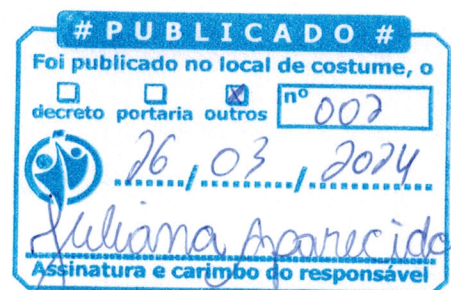 # PUBLICADO #
Foi publicado no local de costume, o
decreto portaria outros nº 002
26/03/2024
Juliana Aparecida
Assinatura e carimbo do responsável